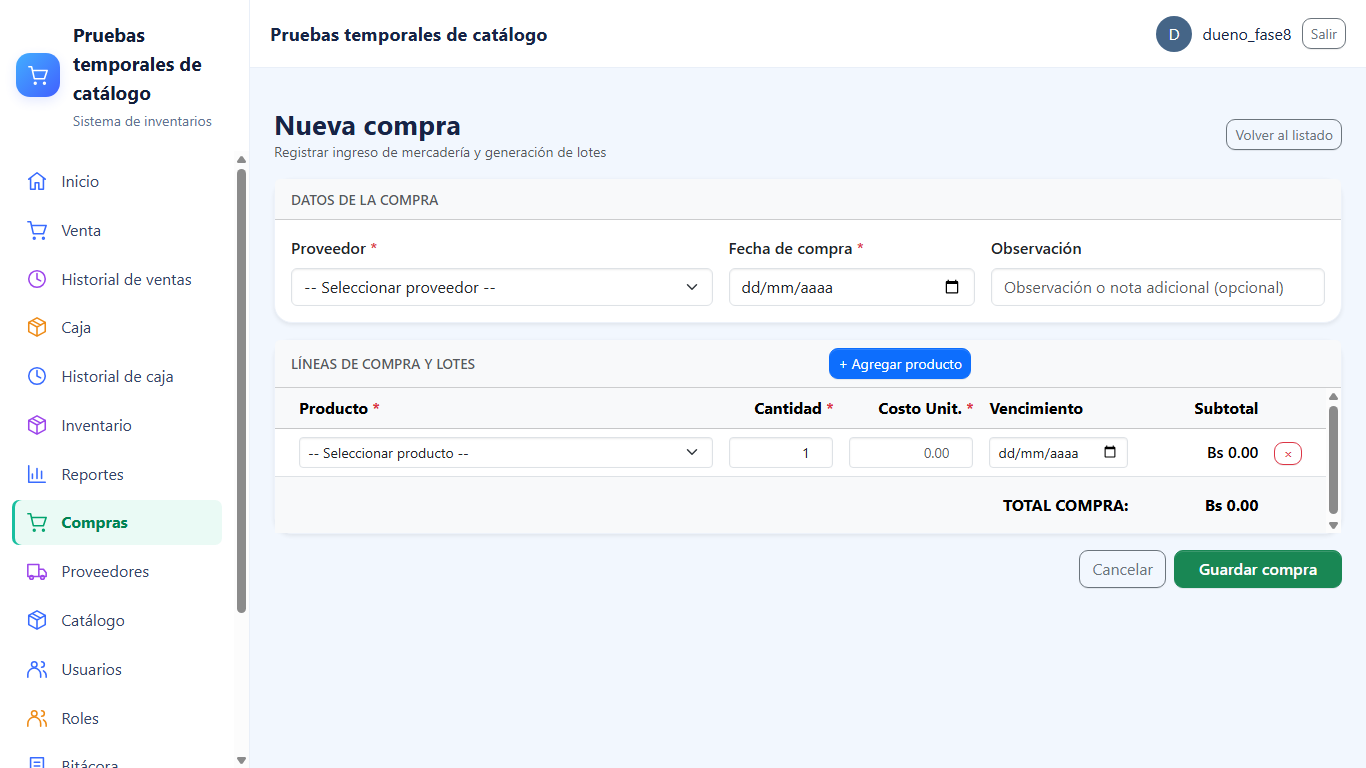 Pruebas
temporales de
catálogo
Sistema de inventarios
Inicio
Venta
Historial de ventas
Caja
Historial de caja
Inventario
Reportes
Compras
Proveedores
Catálogo
Usuarios
Roles
Bitácora
Pruebas temporales de catálogo
D dueno_fase8 Salir
Nueva compra
Registrar ingreso de mercadería y generación de lotes
Volver al listado
DATOS DE LA COMPRA
Proveedor * Fecha de compra * Observación
-- Seleccionar proveedor -- dd/mm/aaaa Observación o nota adicional (opcional)
LÍNEAS DE COMPRA Y LOTES + Agregar producto
Producto * Cantidad * Costo Unit. * Vencimiento Subtotal
-- Seleccionar producto -- 1 0.00 dd/mm/aaaa Bs 0.00 ×
TOTAL COMPRA: Bs 0.00
Cancelar Guardar compra